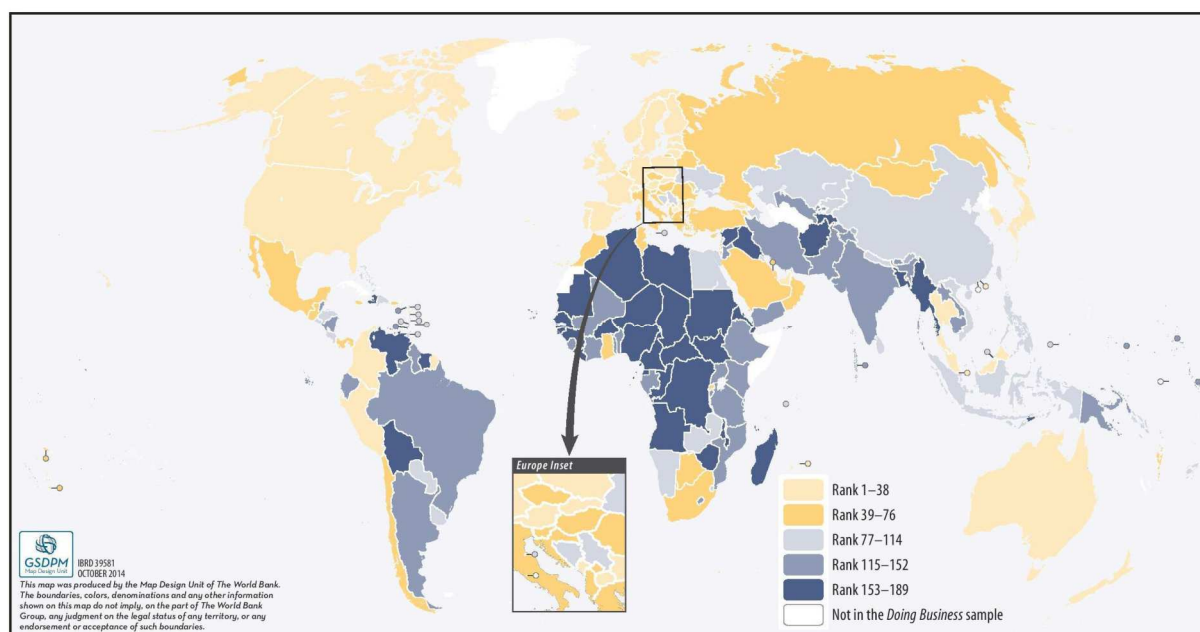 Europe Inset
Rank 1–38
Rank 39–76
Rank 77–114
Rank 115–152
Rank 153–189
Not in the Doing Business sample
GSDPM
Map Design Unit
IBRD 39581
OCTOBER 2014
This map was produced by the Map Design Unit of The World Bank.
The boundaries, colors, denominations and any other information
shown on this map do not imply, on the part of The World Bank
Group, any judgment on the legal status of any territory, or any
endorsement or acceptance of such boundaries.